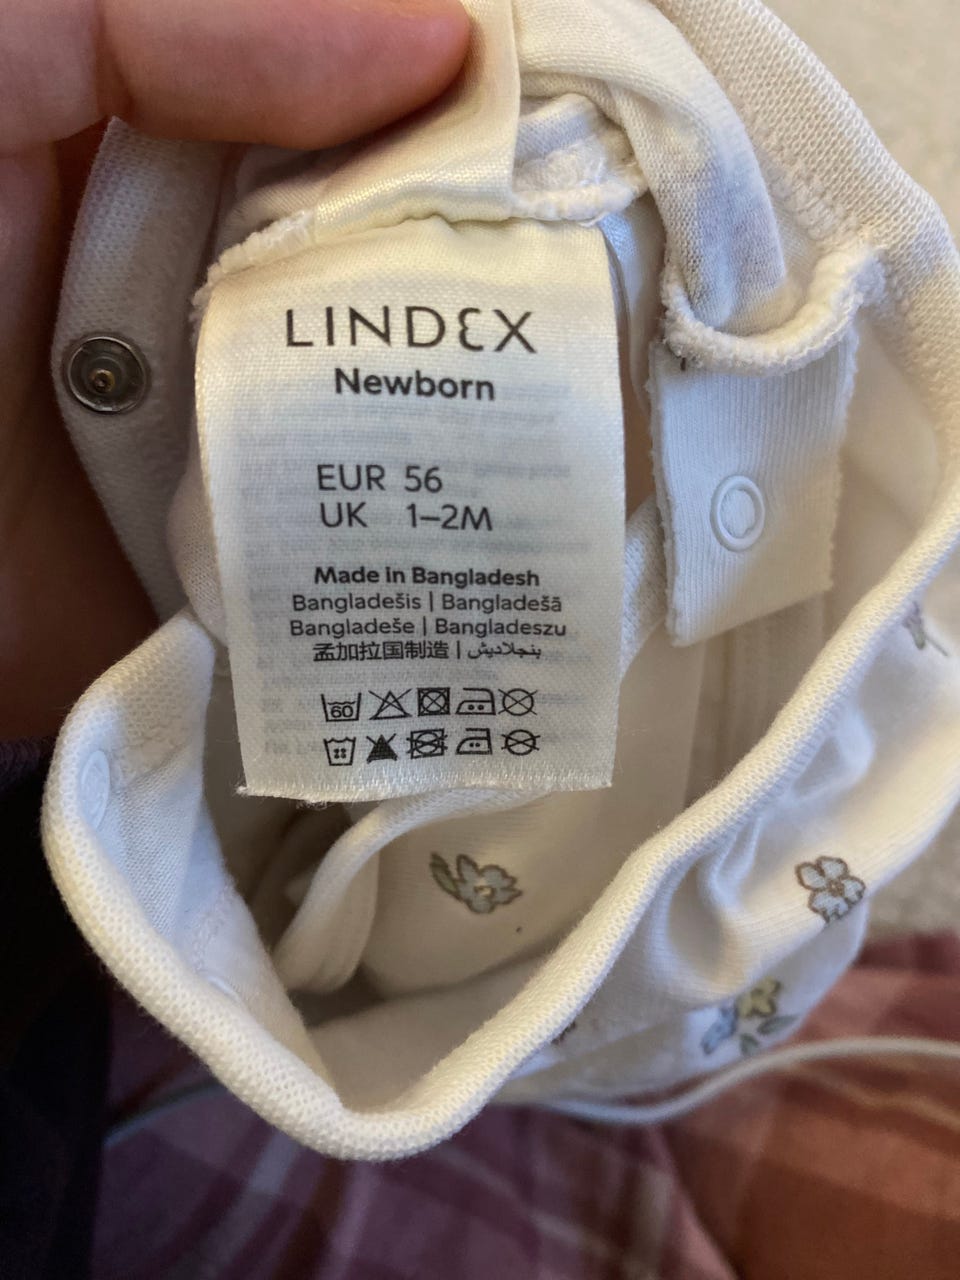 LINDEX
Newborn
EUR 56
UK 1–2M
Made in Bangladesh
Bangladešis | Bangladešā
Bangladeše | Bangladeszu
孟加拉国制造 | بنجلاديش
60